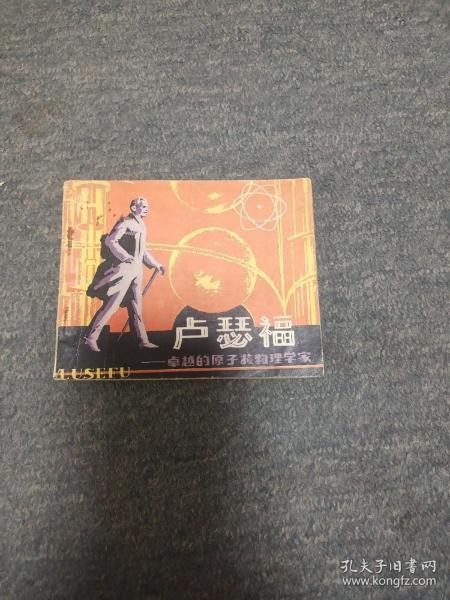 卢瑟福
——卓越的原子核物理学家
LUSEFU
孔夫子旧书网
www.kongfz.com